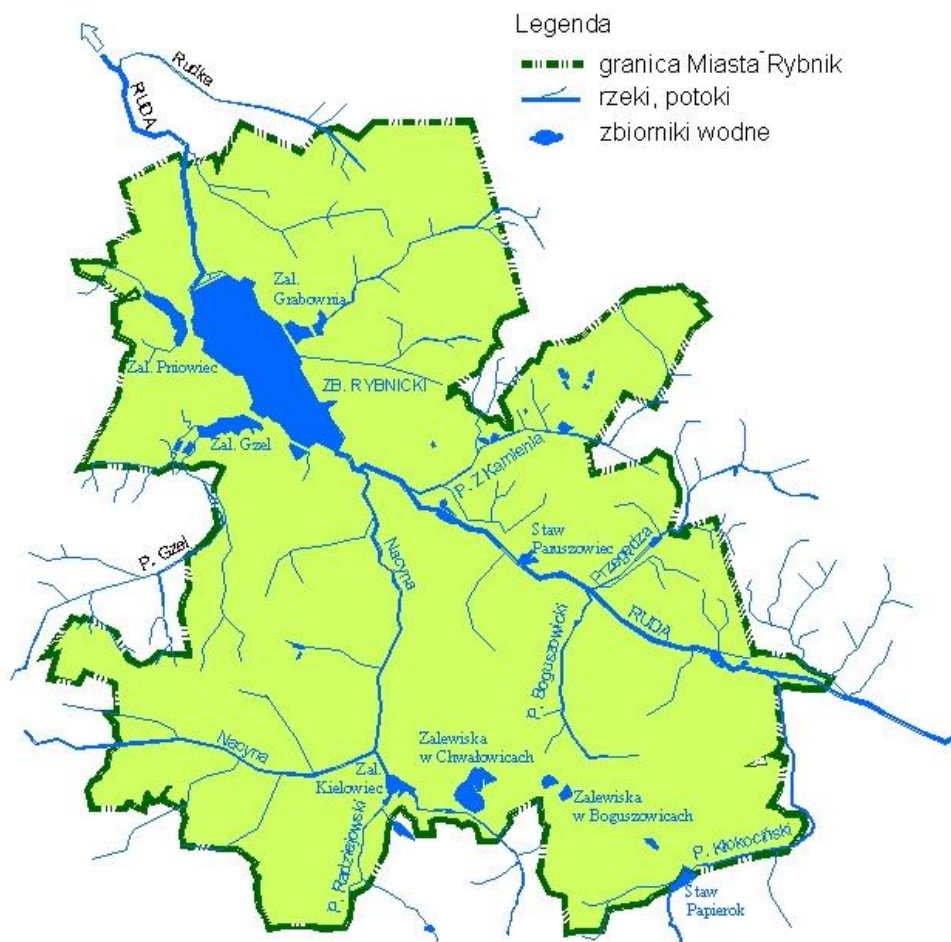 Legenda
granica Miasta Rybnik
rzeki, potoki
zbiorniki wodne
Rudka
RUDA
Zal.
Grabownia
Zal. Pniowiec
ZB. RYBNICKI
Zal. Gzel
P. Z Kamienia
P. Gzel
Nacyna
Staw
Paruszowiec
Przegędza
RUDA
P. Boguszowicki
Nacyna
Zal.
Kielowiec
Zalewiska
w Chwałowicach
Zalewiska
w Boguszowicach
P. Radziejowski
P. Kłokociński
Staw
Papierok